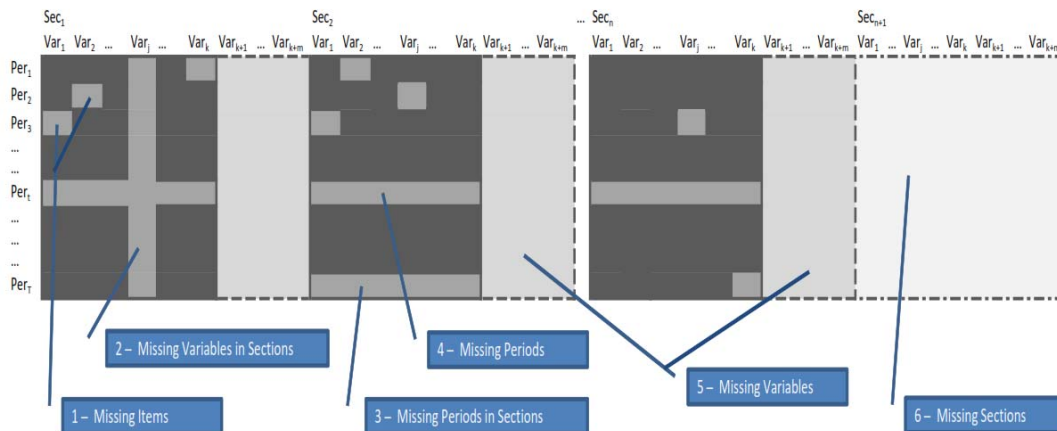 Sec₁ Sec₂ ... Secₙ Secₙ₊₁
Var₁ Var₂ ... Varⱼ ... Varₖ Varₖ₊₁ ... Varₖ₊ₘ Var₁ Var₂ ... Varⱼ Varₖ Varₖ₊₁ ... Varₖ₊ₘ Var₁ Var₂ ... Varⱼ Varₖ Varₖ₊₁ ... Varₖ₊ₘ Var₁ ... Varⱼ ... Varₖ Varₖ₊₁ ... Varₖ₊ₘ
Per₁
Per₂
Per₃
...
...
Perₜ
...
...
...
Per_T
2 – Missing Variables in Sections
4 – Missing Periods
5 – Missing Variables
1 – Missing Items
3 – Missing Periods in Sections
6 – Missing Sections